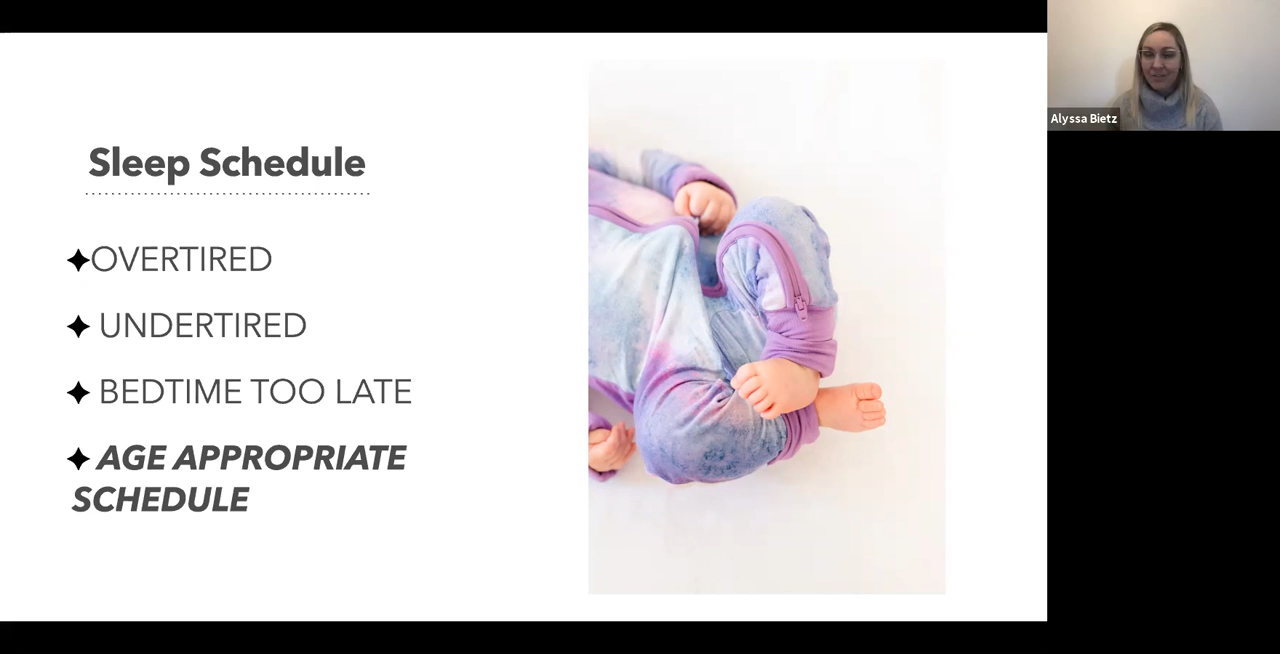 Sleep Schedule
✦OVERTIRED
✦ UNDERTIRED
✦ BEDTIME TOO LATE
✦ AGE APPROPRIATE
SCHEDULE
Alyssa Bietz